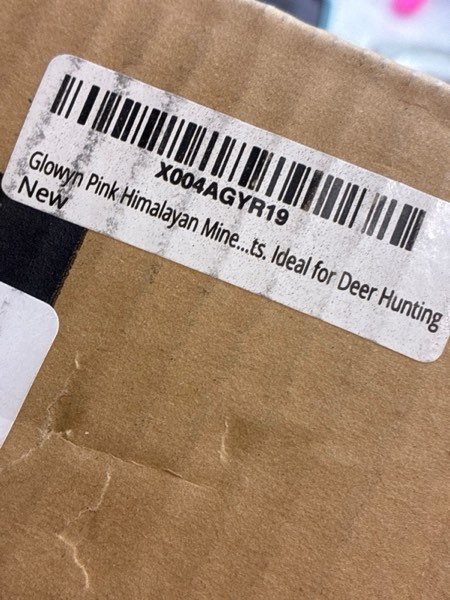 X004AGYR19
Glowyn Pink Himalayan Mine...ts. Ideal for Deer Hunting
New